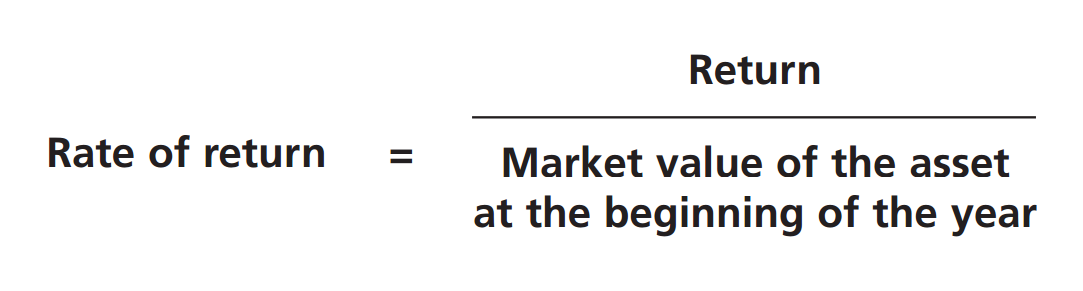 Return
Rate of return =
Market value of the asset
at the beginning of the year